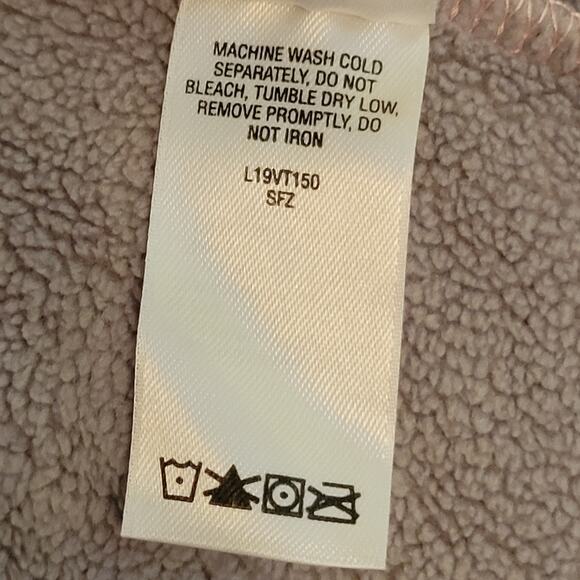 MACHINE WASH COLD
SEPARATELY, DO NOT
BLEACH, TUMBLE DRY LOW,
REMOVE PROMPTLY, DO
NOT IRON
L19VT150
SFZ